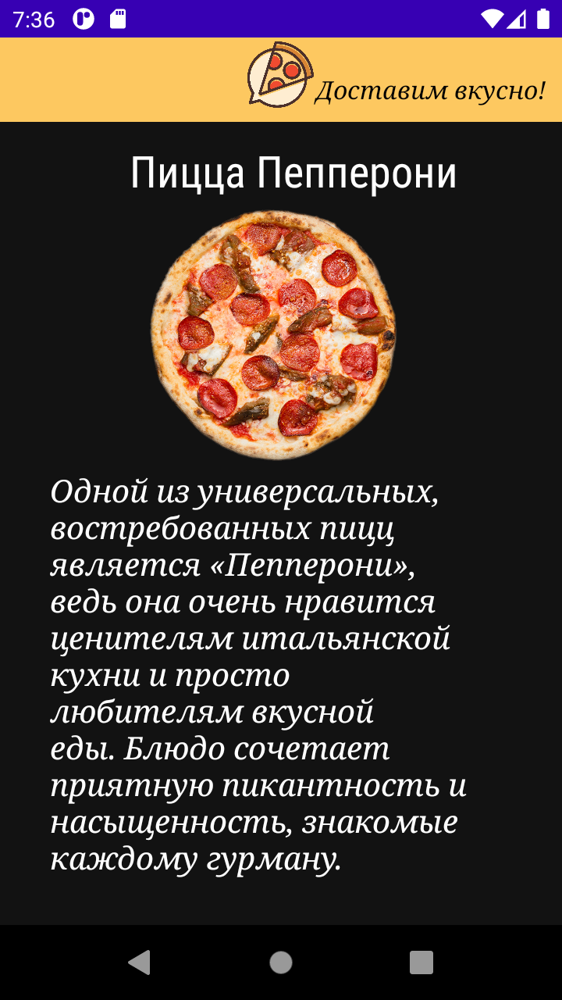 7:36
Доставим вкусно!
Пицца Пепперони
Одной из универсальных,
востребованных пицц
является «Пепперони»,
ведь она очень нравится
ценителям итальянской
кухни и просто
любителям вкусной
еды. Блюдо сочетает
приятную пикантность и
насыщенность, знакомые
каждому гурману.